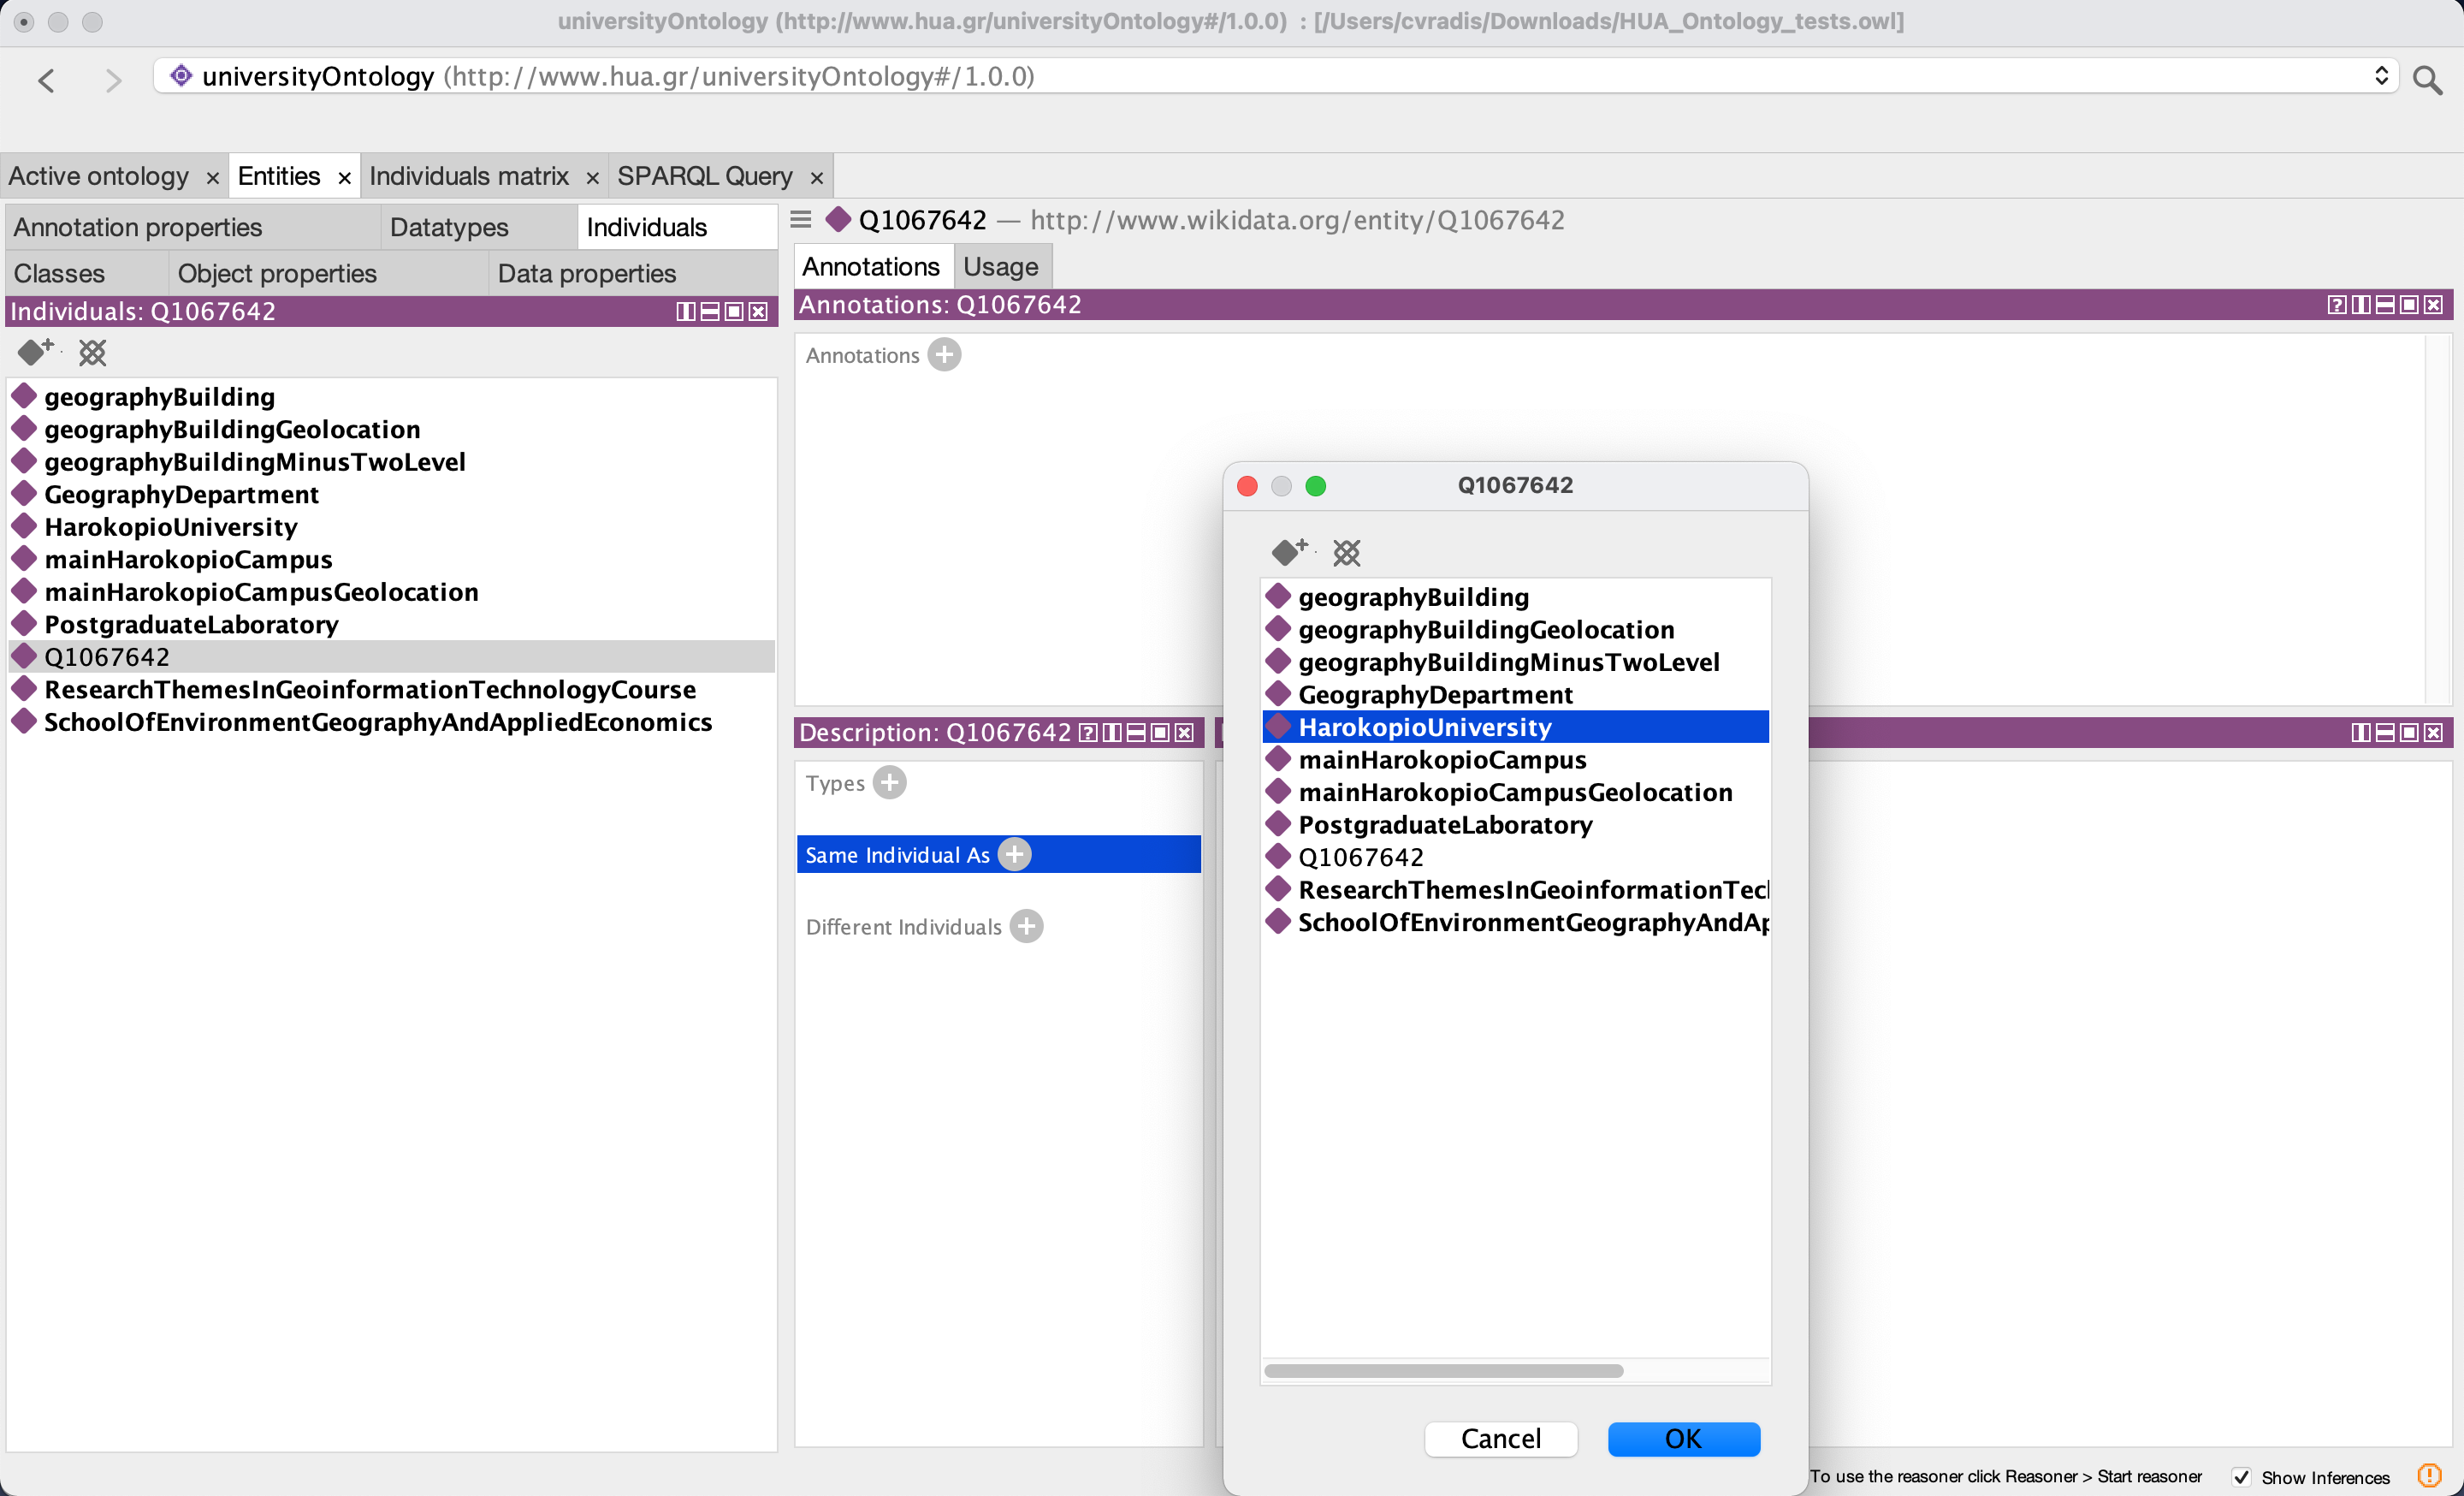 universityOntology (http://www.hua.gr/universityOntology#/1.0.0) : [/Users/cvradis/Downloads/HUA_Ontology_tests.owl]
universityOntology (http://www.hua.gr/universityOntology#/1.0.0)
Active ontology × Entities × Individuals matrix × SPARQL Query ×
Annotation properties Datatypes Individuals
Classes Object properties Data properties
Individuals: Q1067642
geographyBuilding
geographyBuildingGeolocation
geographyBuildingMinusTwoLevel
GeographyDepartment
HarokopioUniversity
mainHarokopioCampus
mainHarokopioCampusGeolocation
PostgraduateLaboratory
Q1067642
ResearchThemesInGeoinformationTechnologyCourse
SchoolOfEnvironmentGeographyAndAppliedEconomics
Q1067642 — http://www.wikidata.org/entity/Q1067642
Annotations Usage
Annotations: Q1067642
Annotations
Description: Q1067642
Types
Same Individual As
Different Individuals
Q1067642
geographyBuilding
geographyBuildingGeolocation
geographyBuildingMinusTwoLevel
GeographyDepartment
HarokopioUniversity
mainHarokopioCampus
mainHarokopioCampusGeolocation
PostgraduateLaboratory
Q1067642
ResearchThemesInGeoinformationTecl
SchoolOfEnvironmentGeographyAndAp
Cancel OK
To use the reasoner click Reasoner > Start reasoner Show Inferences